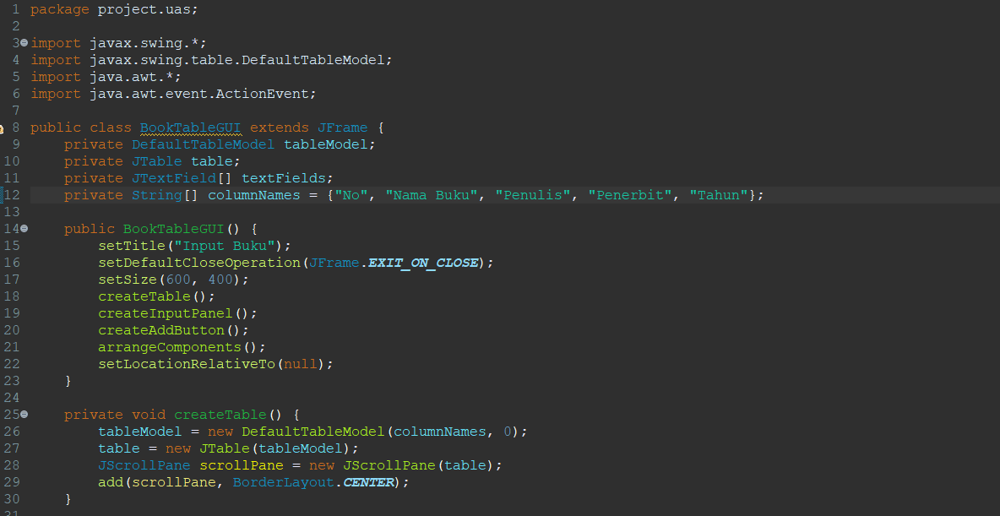 1 package project.uas;
2
3 import javax.swing.*;
4 import javax.swing.table.DefaultTableModel;
5 import java.awt.*;
6 import java.awt.event.ActionEvent;
7
8 public class BookTableGUI extends JFrame {
9     private DefaultTableModel tableModel;
10     private JTable table;
11     private JTextField[] textFields;
12     private String[] columnNames = {"No", "Nama Buku", "Penulis", "Penerbit", "Tahun"};
13
14     public BookTableGUI() {
15         setTitle("Input Buku");
16         setDefaultCloseOperation(JFrame.EXIT_ON_CLOSE);
17         setSize(600, 400);
18         createTable();
19         createInputPanel();
20         createAddButton();
21         arrangeComponents();
22         setLocationRelativeTo(null);
23     }
24
25     private void createTable() {
26         tableModel = new DefaultTableModel(columnNames, 0);
27         table = new JTable(tableModel);
28         JScrollPane scrollPane = new JScrollPane(table);
29         add(scrollPane, BorderLayout.CENTER);
30     }
31